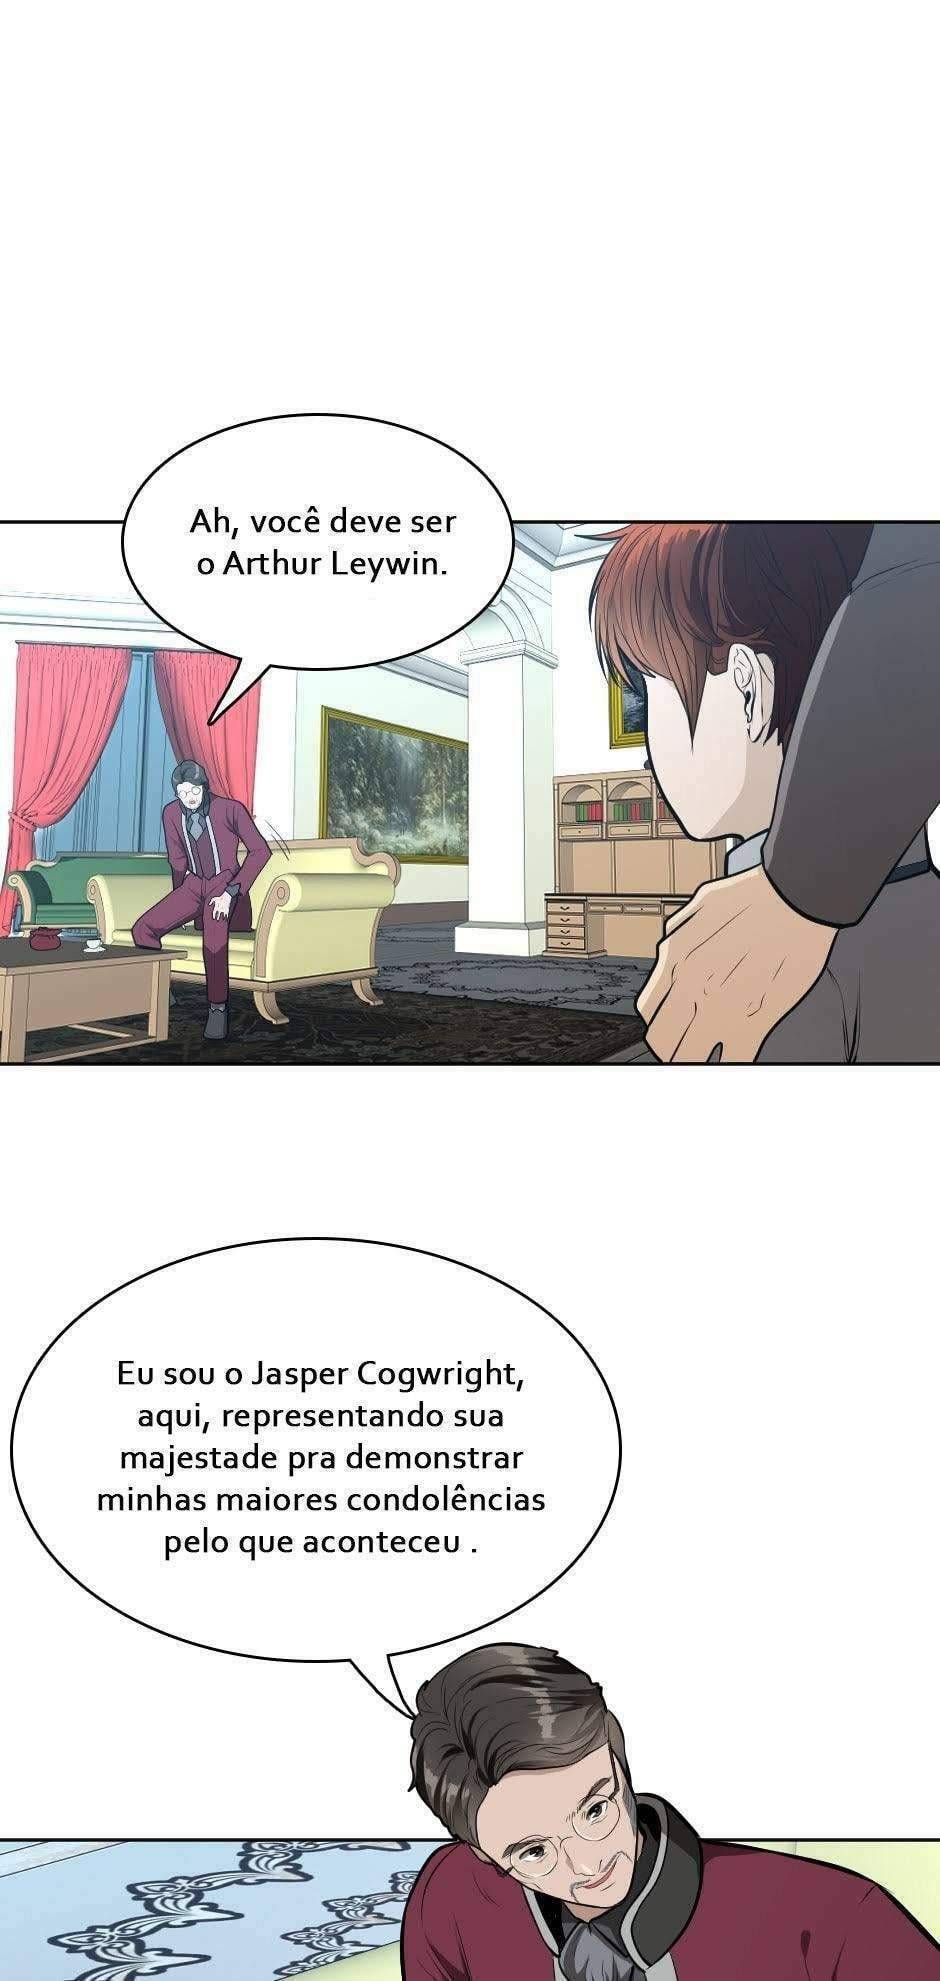 Ah, você deve ser
o Arthur Leywin.
Eu sou o Jasper Cogwright,
aqui, representando sua
majestade pra demonstrar
minhas maiores condolências
pelo que aconteceu .